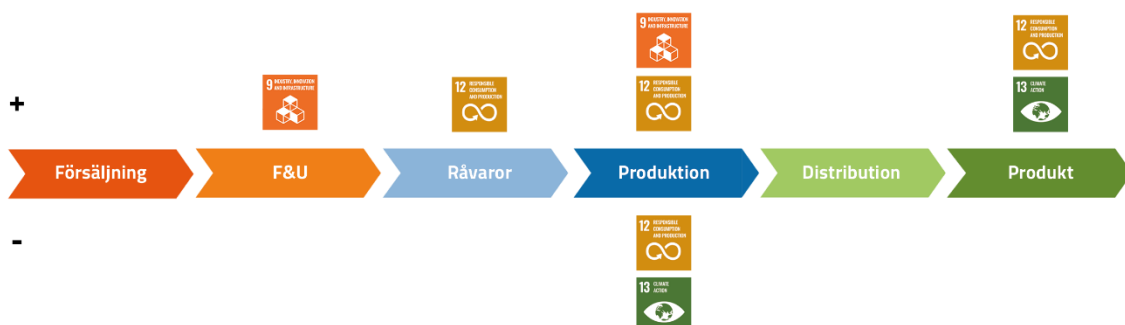 9 INDUSTRY, INNOVATION
AND INFRASTRUCTURE
12 RESPONSIBLE
CONSUMPTION
AND PRODUCTION
9 INDUSTRY, INNOVATION
AND INFRASTRUCTURE
12 RESPONSIBLE
CONSUMPTION
AND PRODUCTION
12 RESPONSIBLE
CONSUMPTION
AND PRODUCTION
13 CLIMATE
ACTION
+
Försäljning
F&U
Råvaror
Produktion
Distribution
Produkt
-
12 RESPONSIBLE
CONSUMPTION
AND PRODUCTION
13 CLIMATE
ACTION